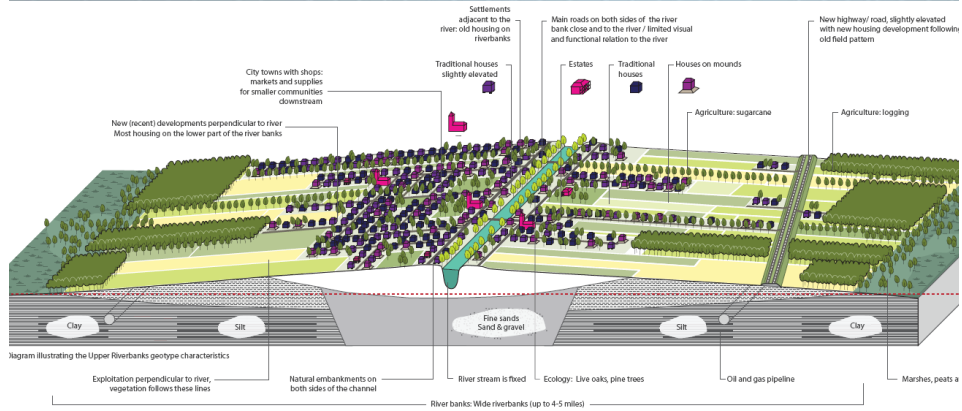 Settlements
adjacent to the
river: old housing on
riverbanks
Main roads on both sides of the river
bank close and to the river / limited visual
and functional relation to the river
New highway/ road, slightly elevated
with new housing development following
old field pattern
City towns with shops:
markets and supplies
for smaller communities
downstream
Traditional houses
slightly elevated
Estates
Traditional
houses
Houses on mounds
New (recent) developments perpendicular to river
Most housing on the lower part of the river banks
Agriculture: sugarcane
Agriculture: logging
Clay
Silt
Fine sands
Sand & gravel
Silt
Clay
Diagram illustrating the Upper Riverbanks geotype characteristics
Exploitation perpendicular to river,
vegetation follows these lines
Natural embankments on
both sides of the channel
River stream is fixed
Ecology: Live oaks, pine trees
Oil and gas pipeline
Marshes, peats a
River banks: Wide riverbanks (up to 4-5 miles)